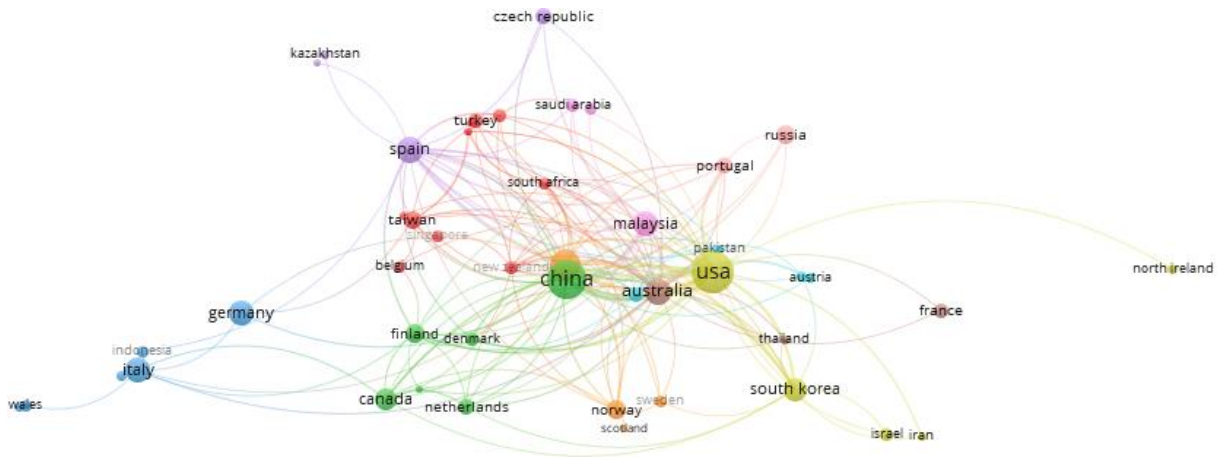 czech republic
kazakhstan
saudi arabia
turkey
russia
spain
portugal
south africa
taiwan
malaysia
singapore
pakistan
belgium
new zealand
china
usa
north ireland
austria
australia
germany
france
finland
denmark
thailand
indonesia
italy
south korea
canada
netherlands
sweden
wales
norway
scotland
israel
iran